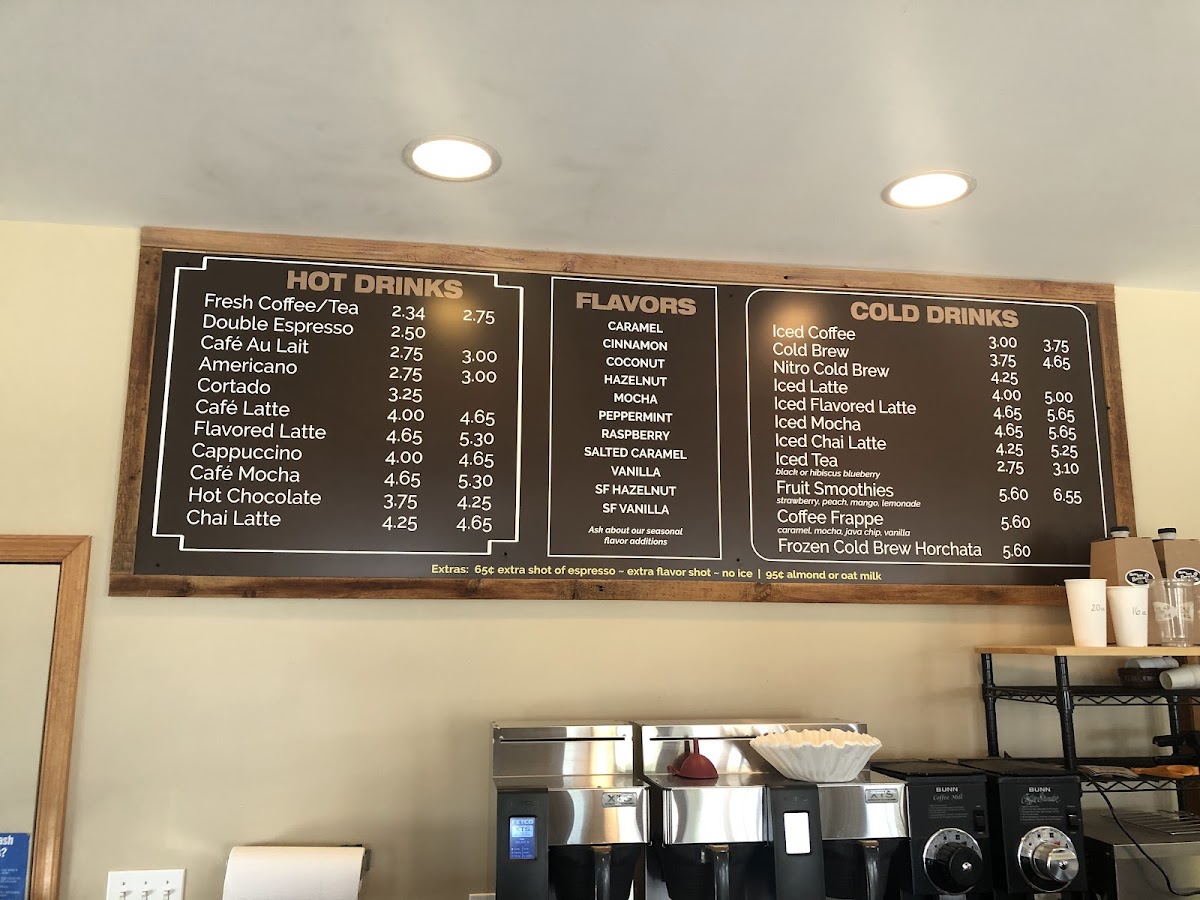 HOT DRINKS
Fresh Coffee/Tea 2.34 2.75
Double Espresso 2.50
Café Au Lait 2.75 3.00
Americano 2.75 3.00
Cortado 3.25
Café Latte 4.00 4.65
Flavored Latte 4.65 5.30
Cappuccino 4.00 4.65
Café Mocha 4.65 5.30
Hot Chocolate 3.75 4.25
Chai Latte 4.25 4.65
FLAVORS
CARAMEL
CINNAMON
COCONUT
HAZELNUT
MOCHA
PEPPERMINT
RASPBERRY
SALTED CARAMEL
VANILLA
SF HAZELNUT
SF VANILLA
Ask about our seasonal
flavor additions
COLD DRINKS
Iced Coffee 3.00 3.75
Cold Brew 3.75 4.65
Nitro Cold Brew 4.25
Iced Latte 4.00 5.00
Iced Flavored Latte 4.65 5.65
Iced Mocha 4.65 5.65
Iced Chai Latte 4.25 5.25
Iced Tea 2.75 3.10
black or hibiscus blueberry
Fruit Smoothies 5.60 6.55
strawberry, peach, mango, lemonade
Coffee Frappe 5.60
caramel, mocha, java chip, vanilla
Frozen Cold Brew Horchata 5.60
Extras: 65¢ extra shot of espresso ~ extra flavor shot ~ no ice | 95¢ almond or oat milk
20
16
XTS
FETCO
XTS
XTS
BUNN
Coffee Mill
BUNN